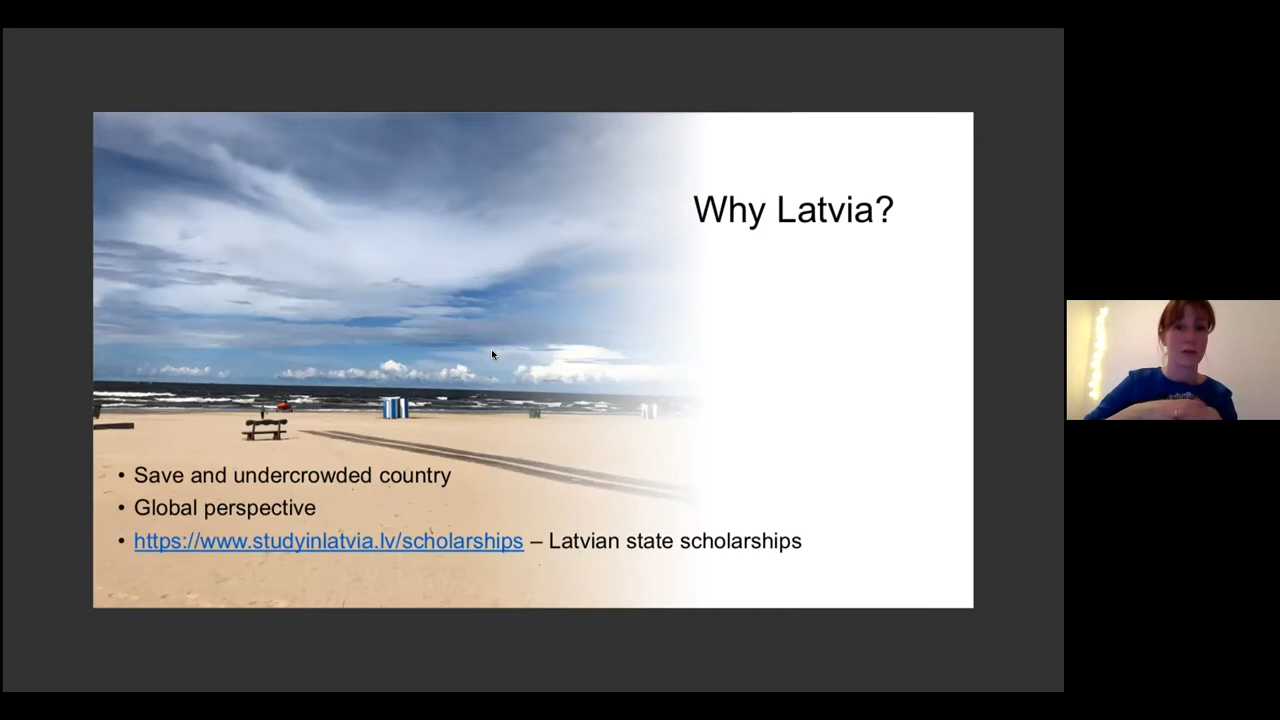 Why Latvia?
• Save and undercrowded country
• Global perspective
• https://www.studyinlatvia.lv/scholarships – Latvian state scholarships